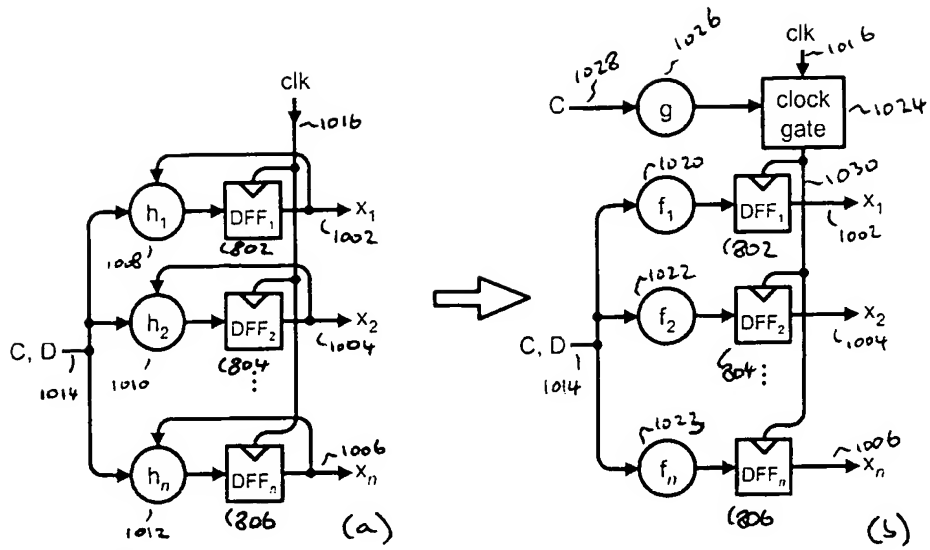 clk
1016
h₁
DFF₁
x₁
1008
802
1002
h₂
DFF₂
x₂
1010
804
1004
C, D
1014
⋮
hₙ
DFFₙ
xₙ
1012
806
1006
(a)
clk
1016
C
1028
g
1026
clock
gate
1024
1030
1020
f₁
DFF₁
x₁
802
1002
1022
f₂
DFF₂
x₂
804
1004
C, D
1014
⋮
1023
fₙ
DFFₙ
xₙ
806
1006
(b)